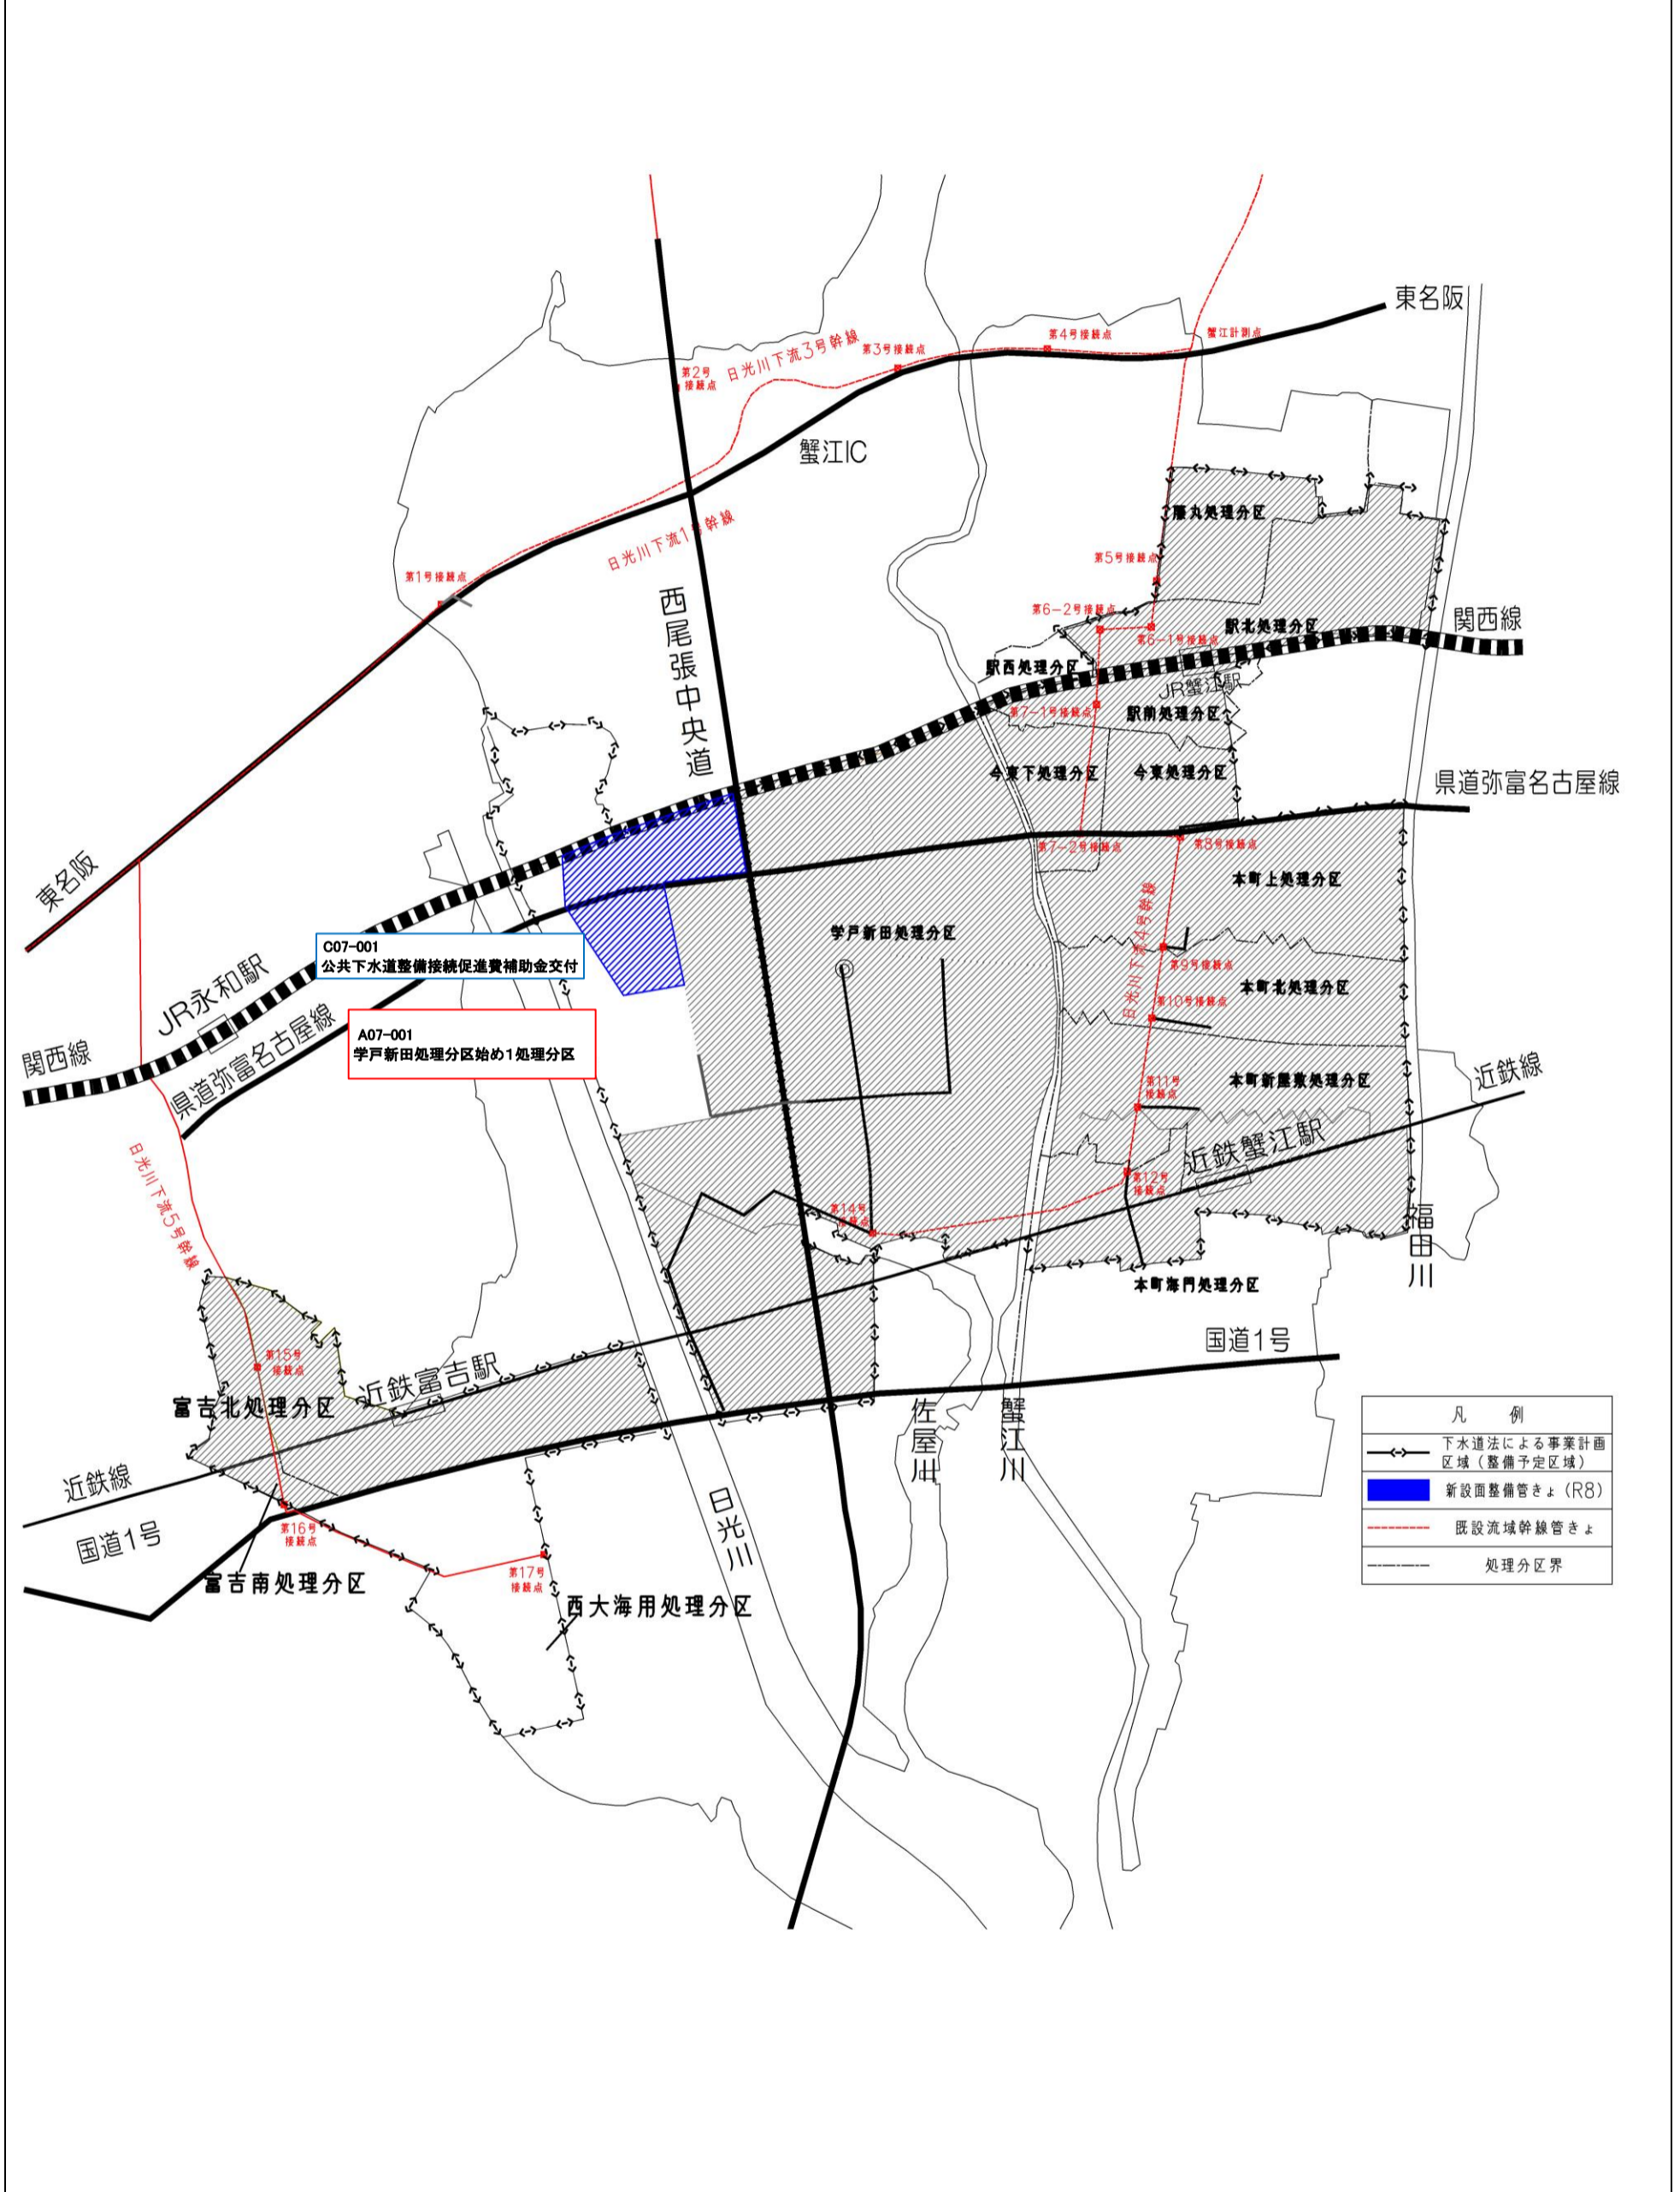 東名阪
日光川下流3号幹線
第2号
接続点
第3号接続点
第4号接続点
蟹江計測点
蟹江IC
日光川下流1号幹線
第1号接続点
西尾張中央道
藤丸処理分区
第5号接続点
第6-2号接続点
第6-1号接続点
駅北処理分区
関西線
駅西処理分区
JR蟹江駅
第7-1号接続点
駅前処理分区
今東下処理分区
今東処理分区
県道弥富名古屋線
第7-2号接続点
第8号接続点
東名阪
本町上処理分区
日光川下流4号幹線
学戸新田処理分区
C07-001
公共下水道整備接続促進費補助金交付
第9号接続点
本町北処理分区
第10号接続点
JR永和駅
A07-001
学戸新田処理分区始め1処理分区
関西線
県道弥富名古屋線
本町新屋敷処理分区
近鉄線
第11号
接続点
近鉄蟹江駅
日光川下流5号幹線
第12号
接続点
第14号
接続点
福田川
本町海門処理分区
国道1号
第15号
接続点
近鉄富吉駅
富吉北処理分区
佐屋川
蟹江川
凡 例
下水道法による事業計画
区域(整備予定区域)
新設面整備管きょ(R8)
既設流域幹線管きょ
処理分区界
近鉄線
日光川
国道1号
第16号
接続点
第17号
接続点
富吉南処理分区
西大海用処理分区